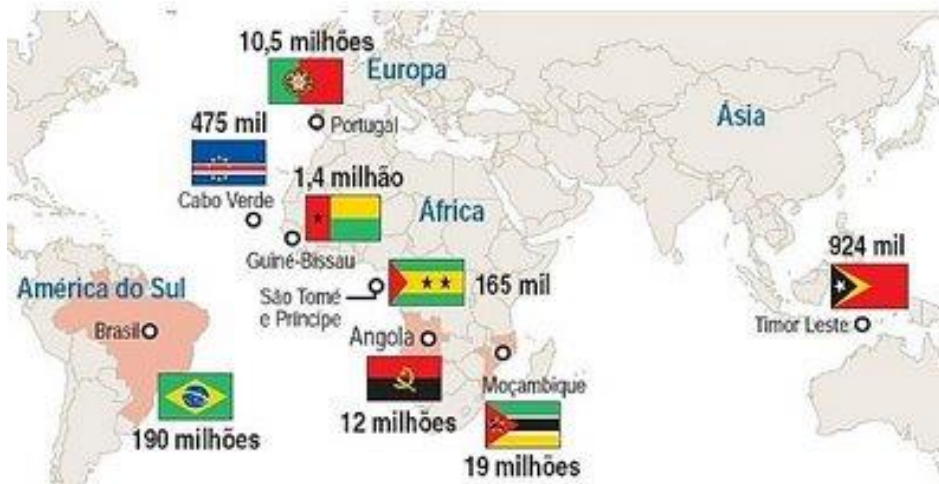 10,5 milhões
Europa
Portugal
Ásia
475 mil
Cabo Verde
1,4 milhão
Guiné-Bissau
África
São Tomé
e Príncipe
165 mil
924 mil
Timor Leste
América do Sul
Brasil
190 milhões
Angola
12 milhões
Moçambique
19 milhões